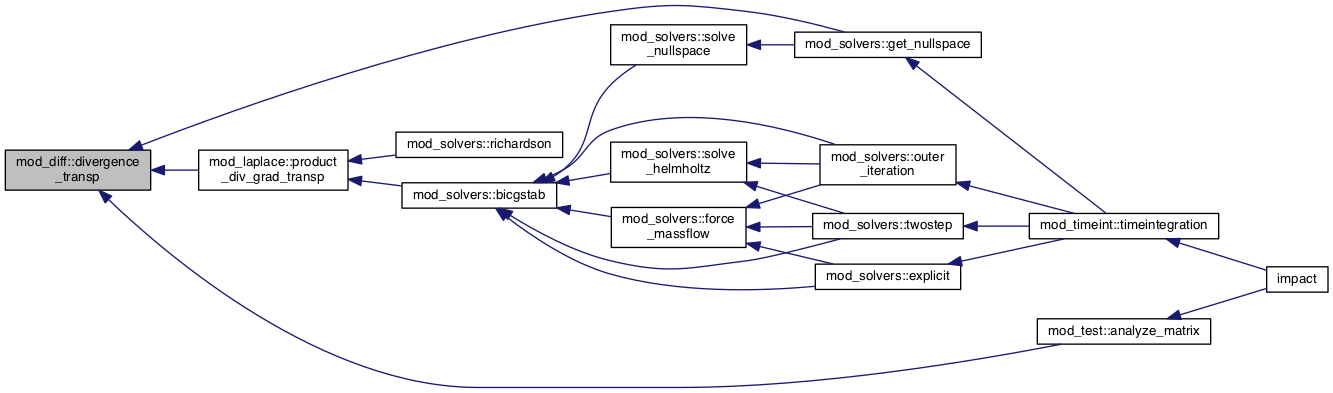 mod_diff::divergence
_transp
mod_laplace::product
_div_grad_transp
mod_solvers::richardson
mod_solvers::bicgstab
mod_solvers::solve
_nullspace
mod_solvers::solve
_helmholtz
mod_solvers::force
_massflow
mod_solvers::get_nullspace
mod_solvers::outer
_iteration
mod_solvers::twostep
mod_solvers::explicit
mod_timeint::timeintegration
mod_test::analyze_matrix
impact